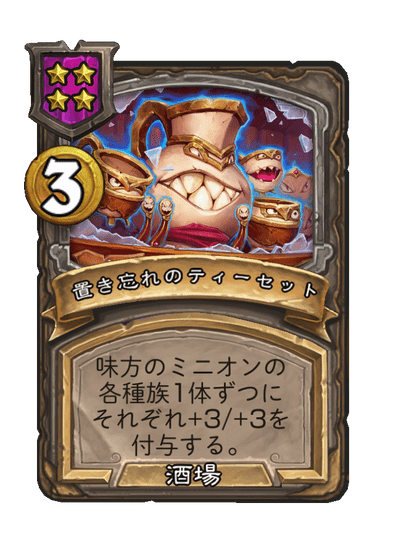 3
置き忘れのティーセット
味方のミニオンの
各種族1体ずつに
それぞれ+3/+3を
付与する。
酒場